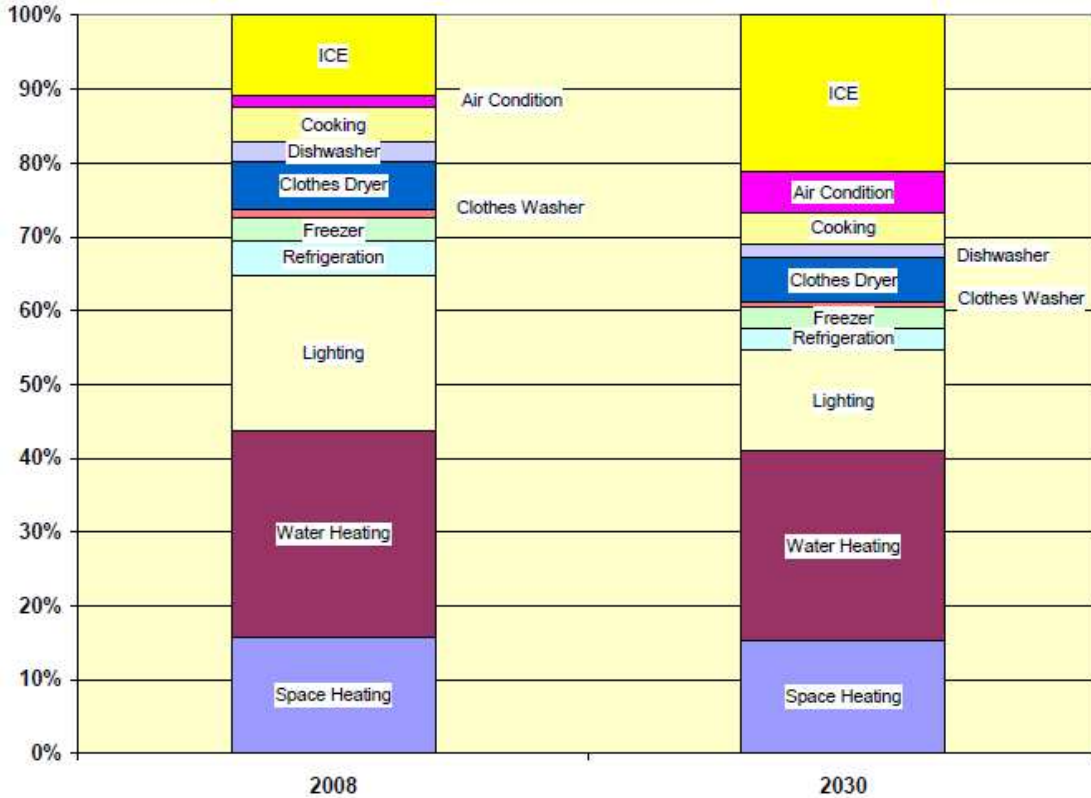 100%
90%
80%
70%
60%
50%
40%
30%
20%
10%
0%
ICE
Air Condition
Cooking
Dishwasher
Clothes Dryer
Clothes Washer
Freezer
Refrigeration
Lighting
Water Heating
Space Heating
ICE
Air Condition
Cooking
Dishwasher
Clothes Dryer
Clothes Washer
Freezer
Refrigeration
Lighting
Water Heating
Space Heating
2008
2030